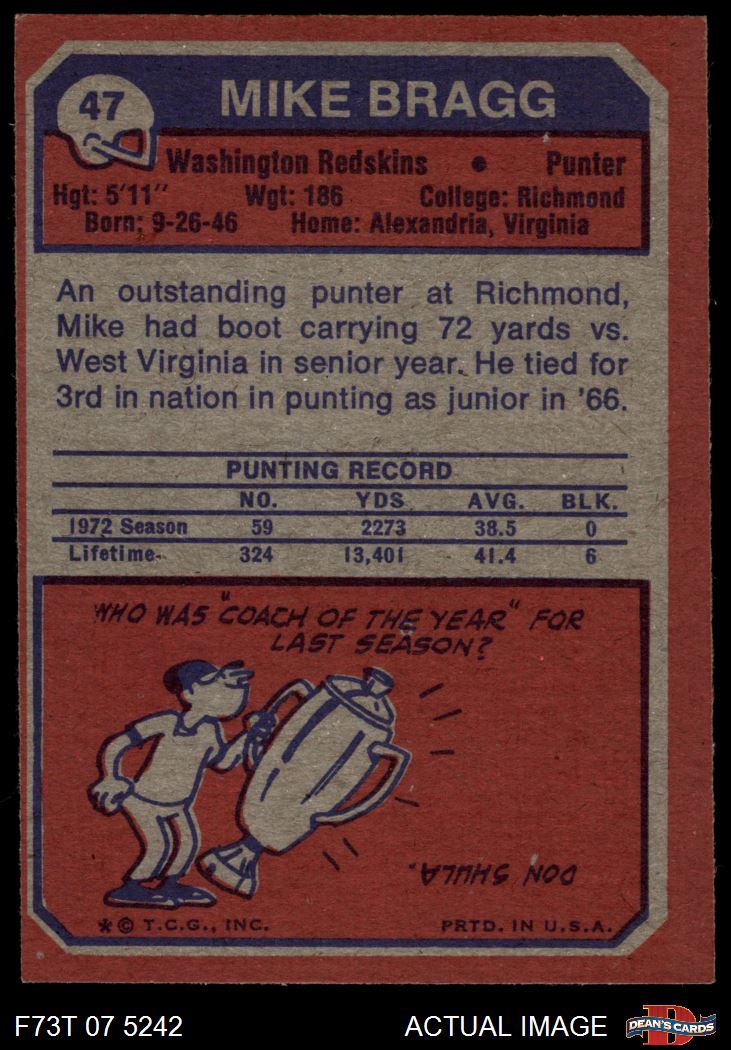 47
MIKE BRAGG
Washington Redskins • Punter
Hgt: 5'11" Wgt: 186 College: Richmond
Born: 9-26-46 Home: Alexandria, Virginia
An outstanding punter at Richmond,
Mike had boot carrying 72 yards vs.
West Virginia in senior year. He tied for
3rd in nation in punting as junior in '66.
PUNTING RECORD
NO. YDS AVG. BLK.
1972 Season 59 2273 38.5 0
Lifetime 324 13,401 41.4 6
WHO WAS "COACH OF THE YEAR" FOR
LAST SEASON?
DON SHULA.
*© T.C.G., INC. PRTD. IN U.S.A.
F73T 07 5242 ACTUAL IMAGE D DEAN'S CARDS